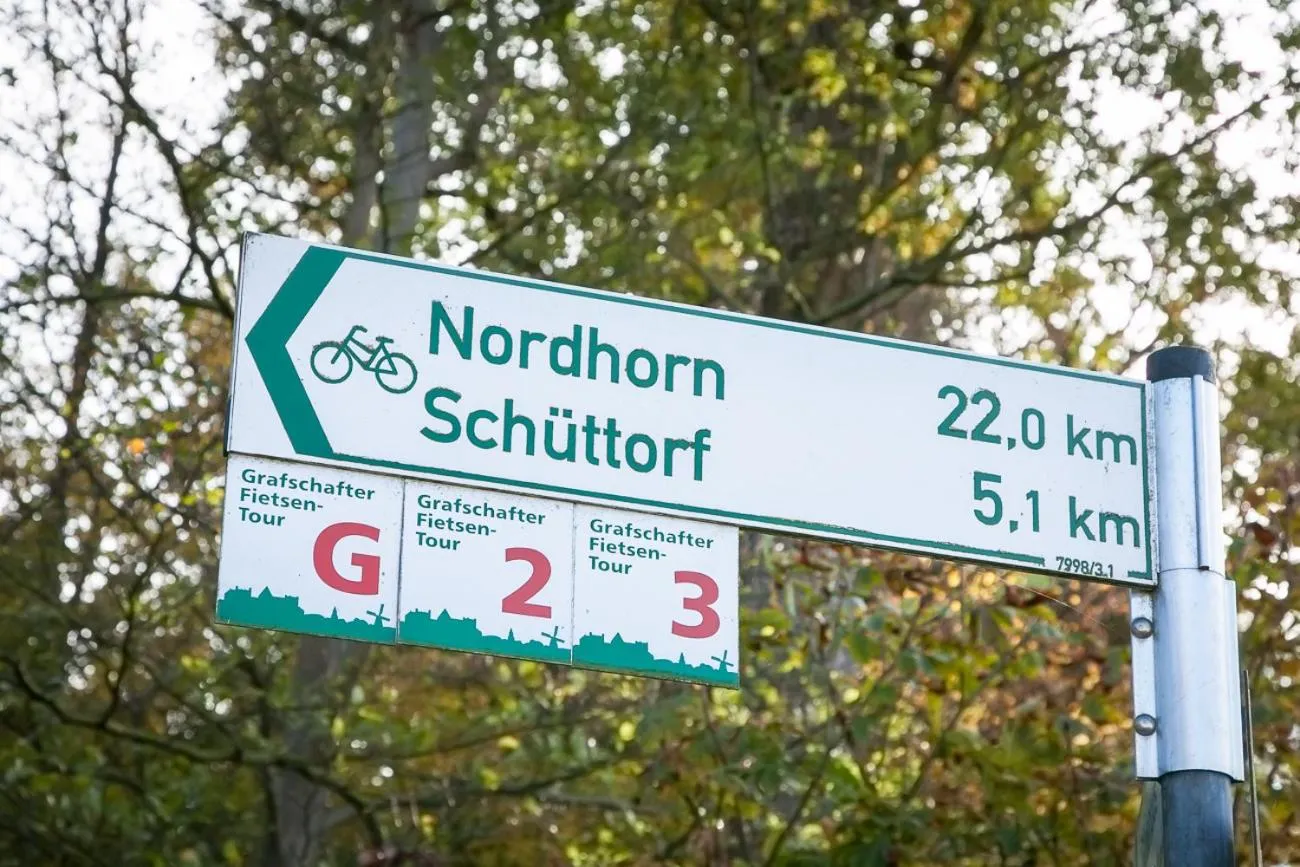 Nordhorn 22,0 km
Schüttorf 5,1 km
7998/3.1
Grafschafter
Fietsen-
Tour
G
Grafschafter
Fietsen-
Tour
2
Grafschafter
Fietsen-
Tour
3